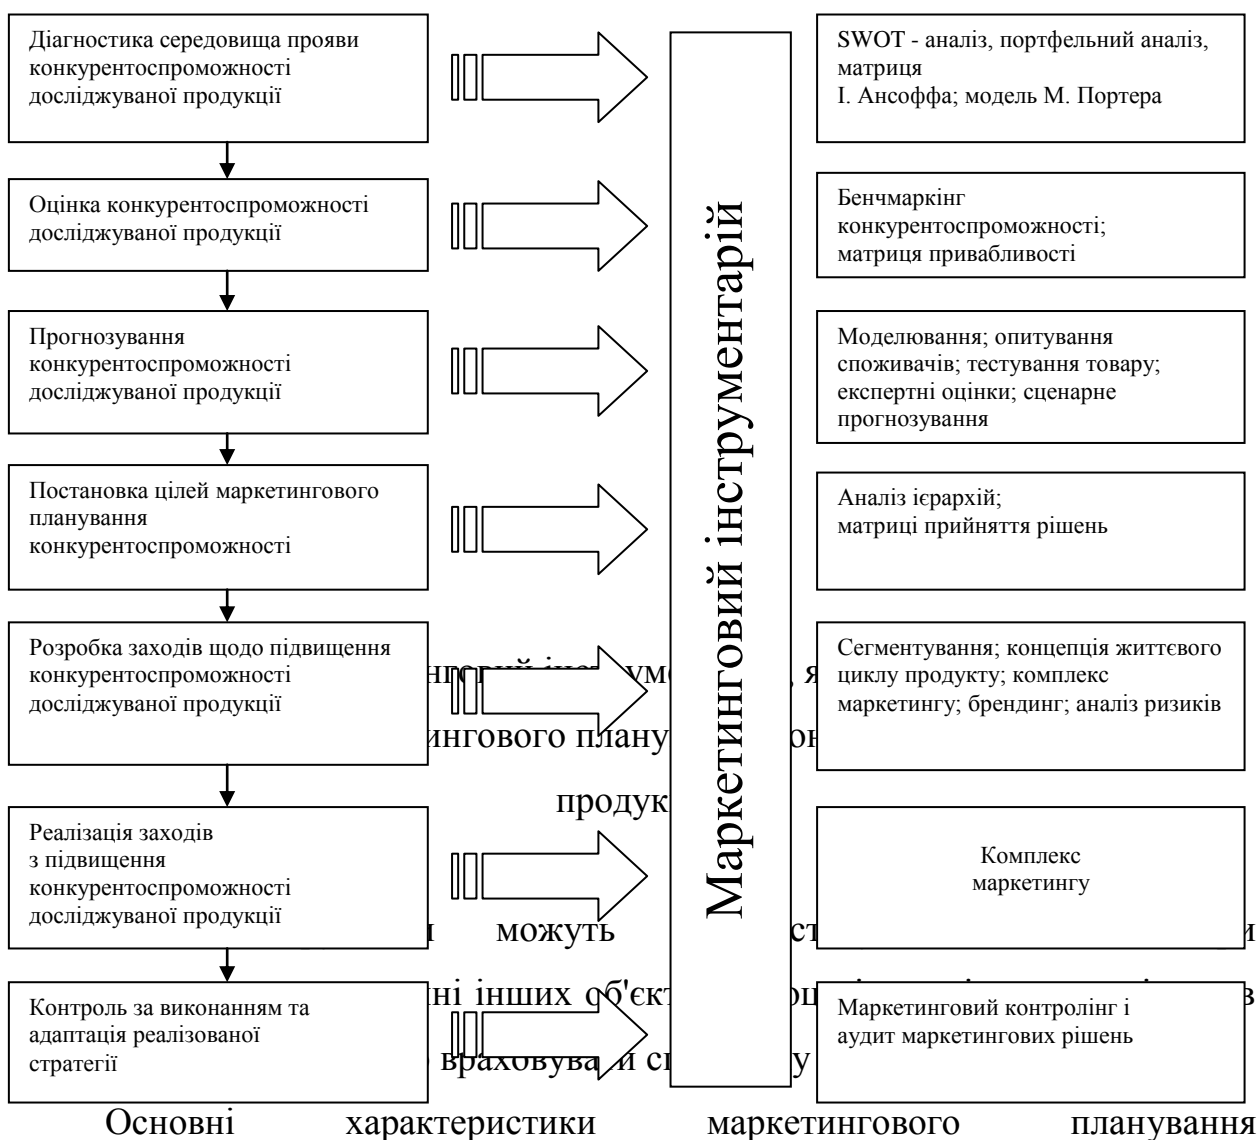 Діагностика середовища прояви
конкурентоспроможності
досліджуваної продукції
SWOT - аналіз, портфельний аналіз,
матриця
І. Ансоффа; модель М. Портера
Оцінка конкурентоспроможності
досліджуваної продукції
Бенчмаркінг
конкурентоспроможності;
матриця привабливості
Прогнозування
конкурентоспроможності
досліджуваної продукції
Моделювання; опитування
споживачів; тестування товару;
експертні оцінки; сценарне
прогнозування
Постановка цілей маркетингового
планування
конкурентоспроможності
Аналіз ієрархій;
матриці прийняття рішень
Маркетинговий інструментарій
Розробка заходів щодо підвищення
конкурентоспроможності
досліджуваної продукції
Сегментування; концепція життєвого
циклу продукту; комплекс
маркетингу; брендинг; аналіз ризиків
Реалізація заходів
з підвищення
конкурентоспроможності
досліджуваної продукції
Комплекс
маркетингу
можуть
Контроль за виконанням та
адаптація реалізованої
стратегії
інших
Маркетинговий контролінг і
аудит маркетингових рішень
враховувати
Основні характеристики маркетингового планування